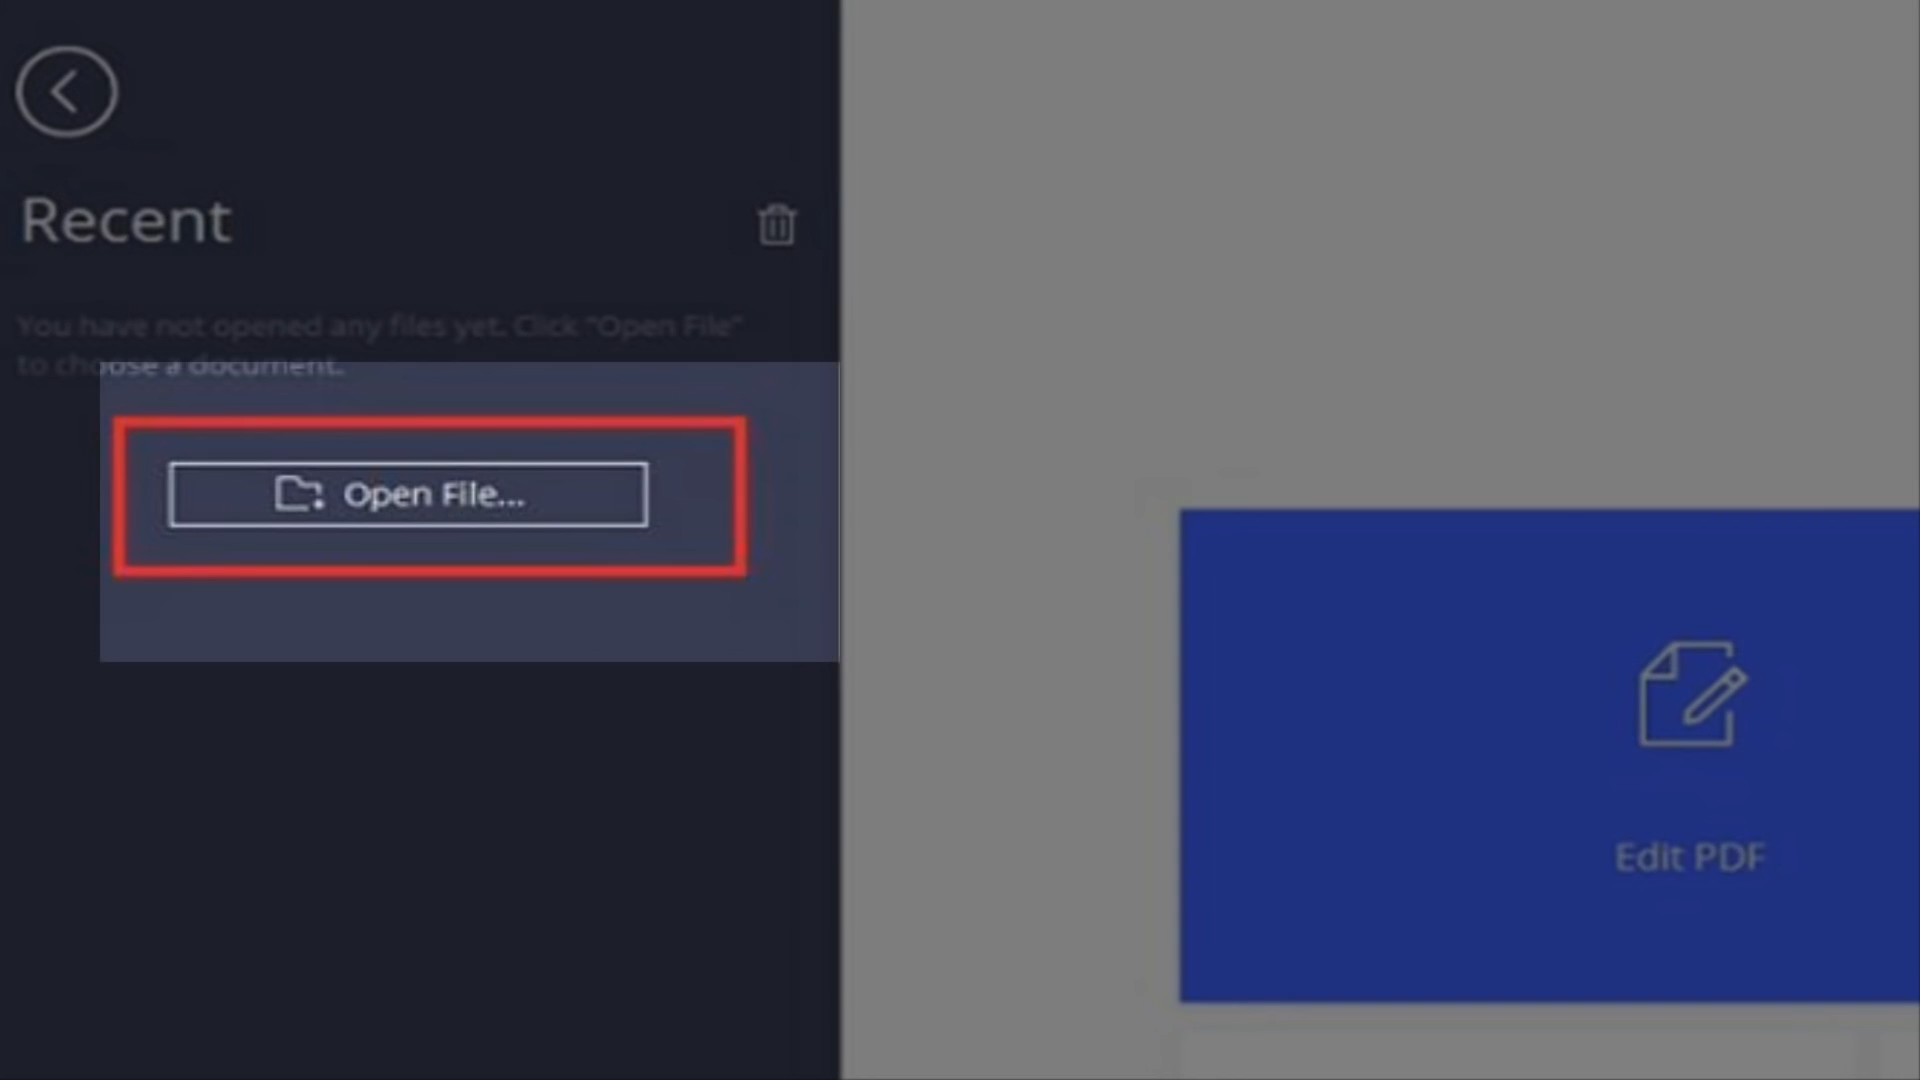 Recent
You have not opened any files yet. Click "Open File"
to choose a document.
Open File...
Edit PDF